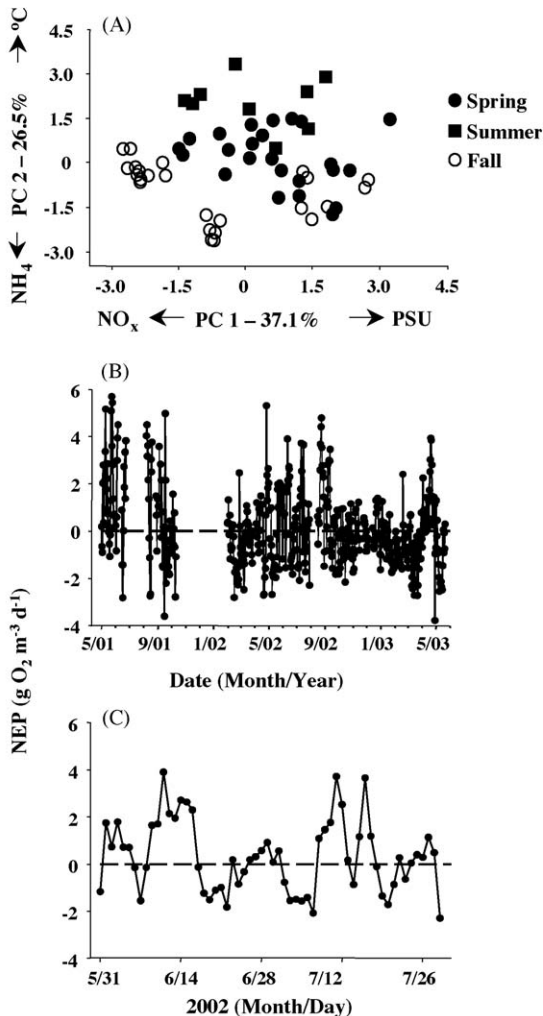 (A)
NH4 ← PC 2 – 26.5% → °C
4.5
3.0
1.5
0
-1.5
-3.0
-3.0 -1.5 0 1.5 3.0 4.5
NOx ← PC 1 – 37.1% → PSU
Spring
Summer
Fall
(B)
NEP (g O2 m-3 d-1)
6
4
2
0
-2
-4
5/01 9/01 1/02 5/02 9/02 1/03 5/03
Date (Month/Year)
(C)
6
4
2
0
-2
-4
5/31 6/14 6/28 7/12 7/26
2002 (Month/Day)